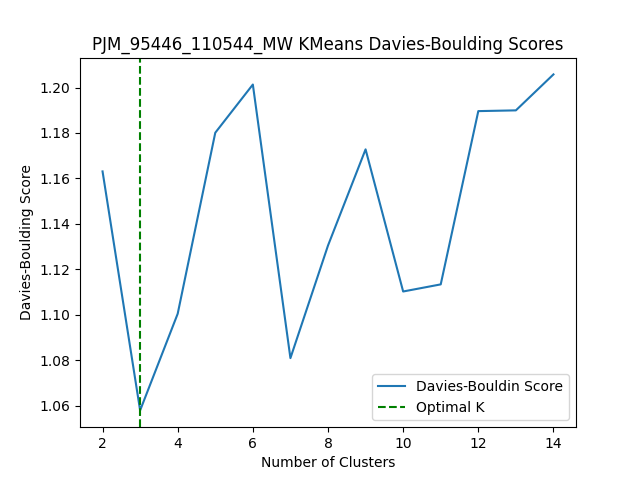 PJM_95446_110544_MW KMeans Davies-Boulding Scores
1.20
1.18
1.16
1.14
1.12
1.10
1.08
1.06
Davies-Boulding Score
Davies-Bouldin Score
Optimal K
2 4 6 8 10 12 14
Number of Clusters